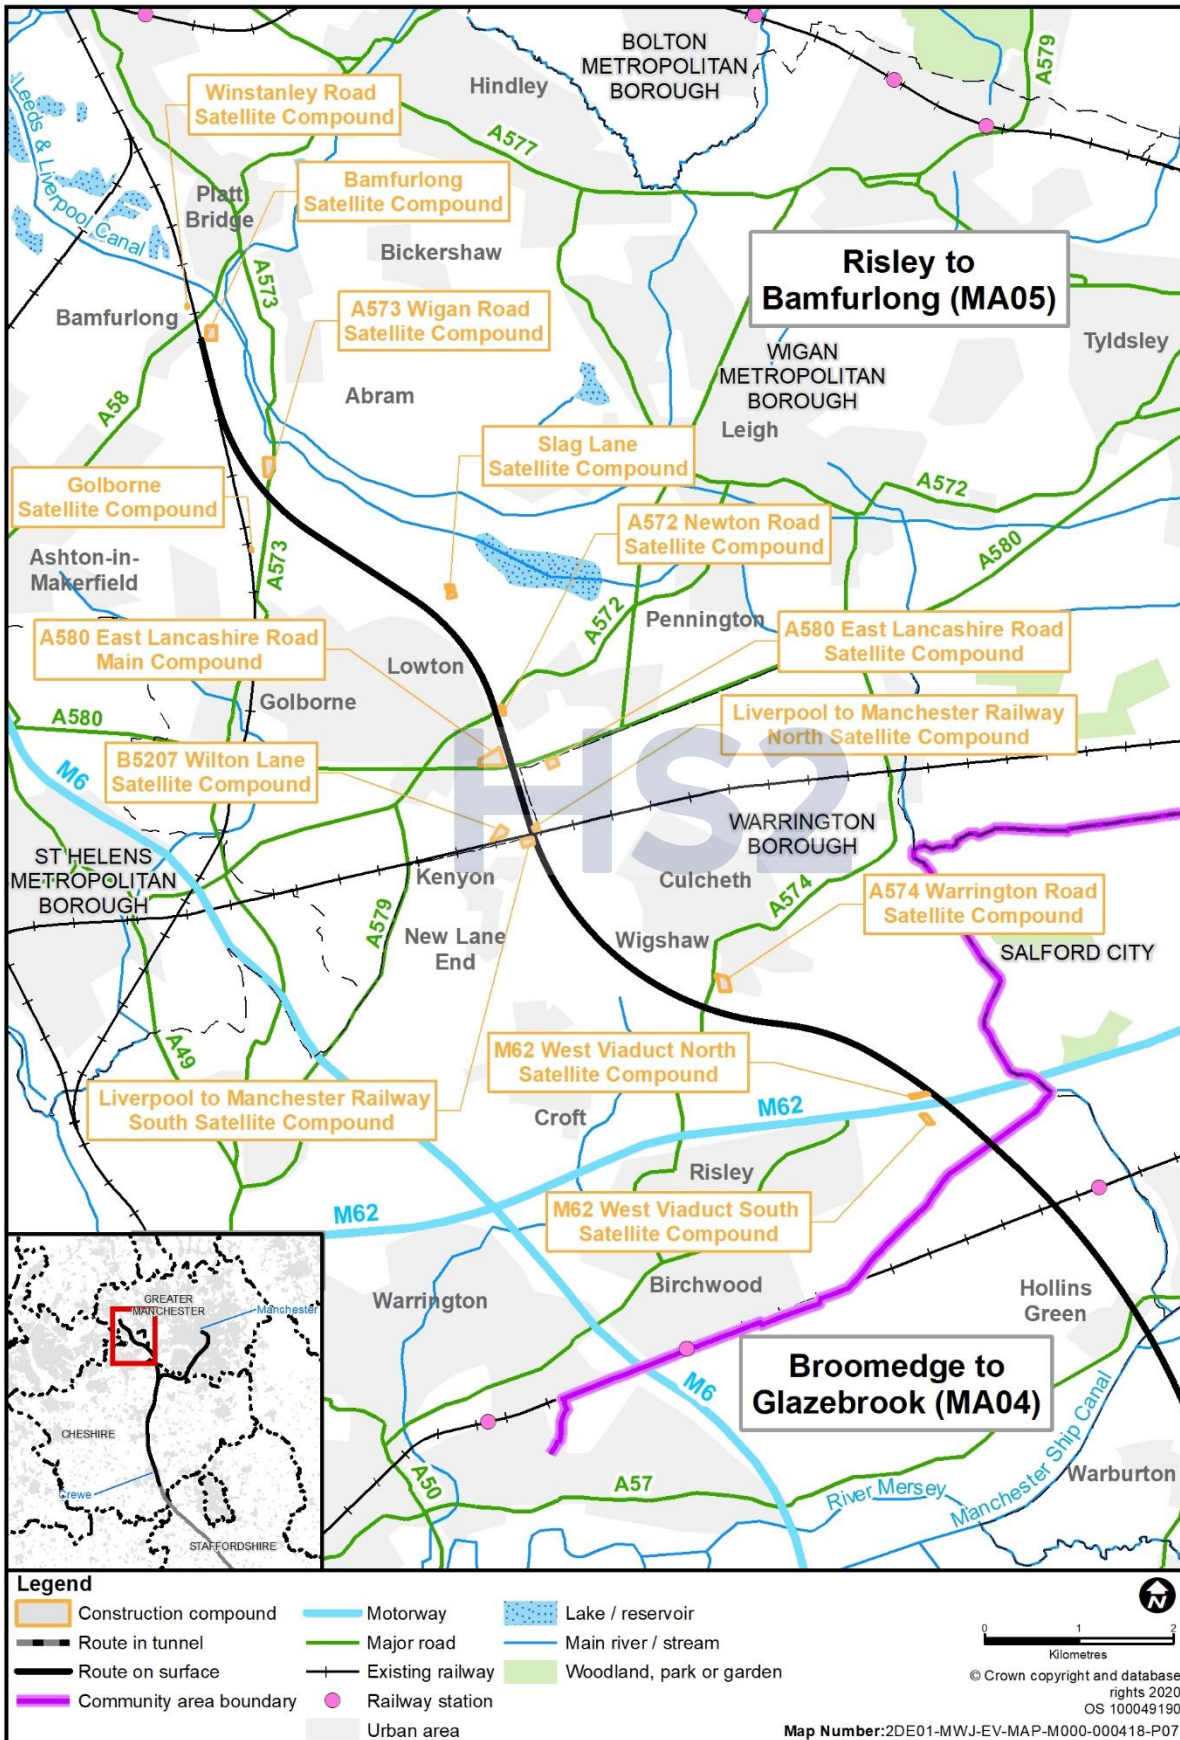 BOLTON
METROPOLITAN
BOROUGH
A579
Hindley
Winstanley Road
Satellite Compound
Leeds & Liverpool Canal
A577
Platt
Bridge
Bamfurlong
Satellite Compound
Bickershaw
Risley to
Bamfurlong (MA05)
A573
Bamfurlong
A573 Wigan Road
Satellite Compound
Tyldsley
WIGAN
METROPOLITAN
BOROUGH
A58
Abram
Leigh
Slag Lane
Satellite Compound
Golborne
Satellite Compound
A572
A572 Newton Road
Satellite Compound
A580
Ashton-in-
Makerfield
A573
A572
Pennington
A580 East Lancashire Road
Main Compound
A580 East Lancashire Road
Satellite Compound
Lowton
Golborne
A580
Liverpool to Manchester Railway
North Satellite Compound
HS2
B5207 Wilton Lane
Satellite Compound
M6
WARRINGTON
BOROUGH
ST HELENS
METROPOLITAN
BOROUGH
Kenyon
Culcheth
A574
A574 Warrington Road
Satellite Compound
A579
New Lane
End
Wigshaw
SALFORD CITY
A49
M62 West Viaduct North
Satellite Compound
Liverpool to Manchester Railway
South Satellite Compound
Croft
M62
Risley
M62
M62 West Viaduct South
Satellite Compound
Warrington
Birchwood
Hollins
Green
GREATER
MANCHESTER
Manchester
CHESHIRE
Crewe
STAFFORDSHIRE
Broomedge to
Glazebrook (MA04)
M6
A50
A57
River Mersey
Manchester Ship Canal
Warburton
Legend
Construction compound
Route in tunnel
Route on surface
Community area boundary
Motorway
Major road
Existing railway
Railway station
Urban area
Lake / reservoir
Main river / stream
Woodland, park or garden
N
0 1 2
Kilometres
© Crown copyright and database
rights 2020
OS 100049190
Map Number:2DE01-MWJ-EV-MAP-M000-000418-P07